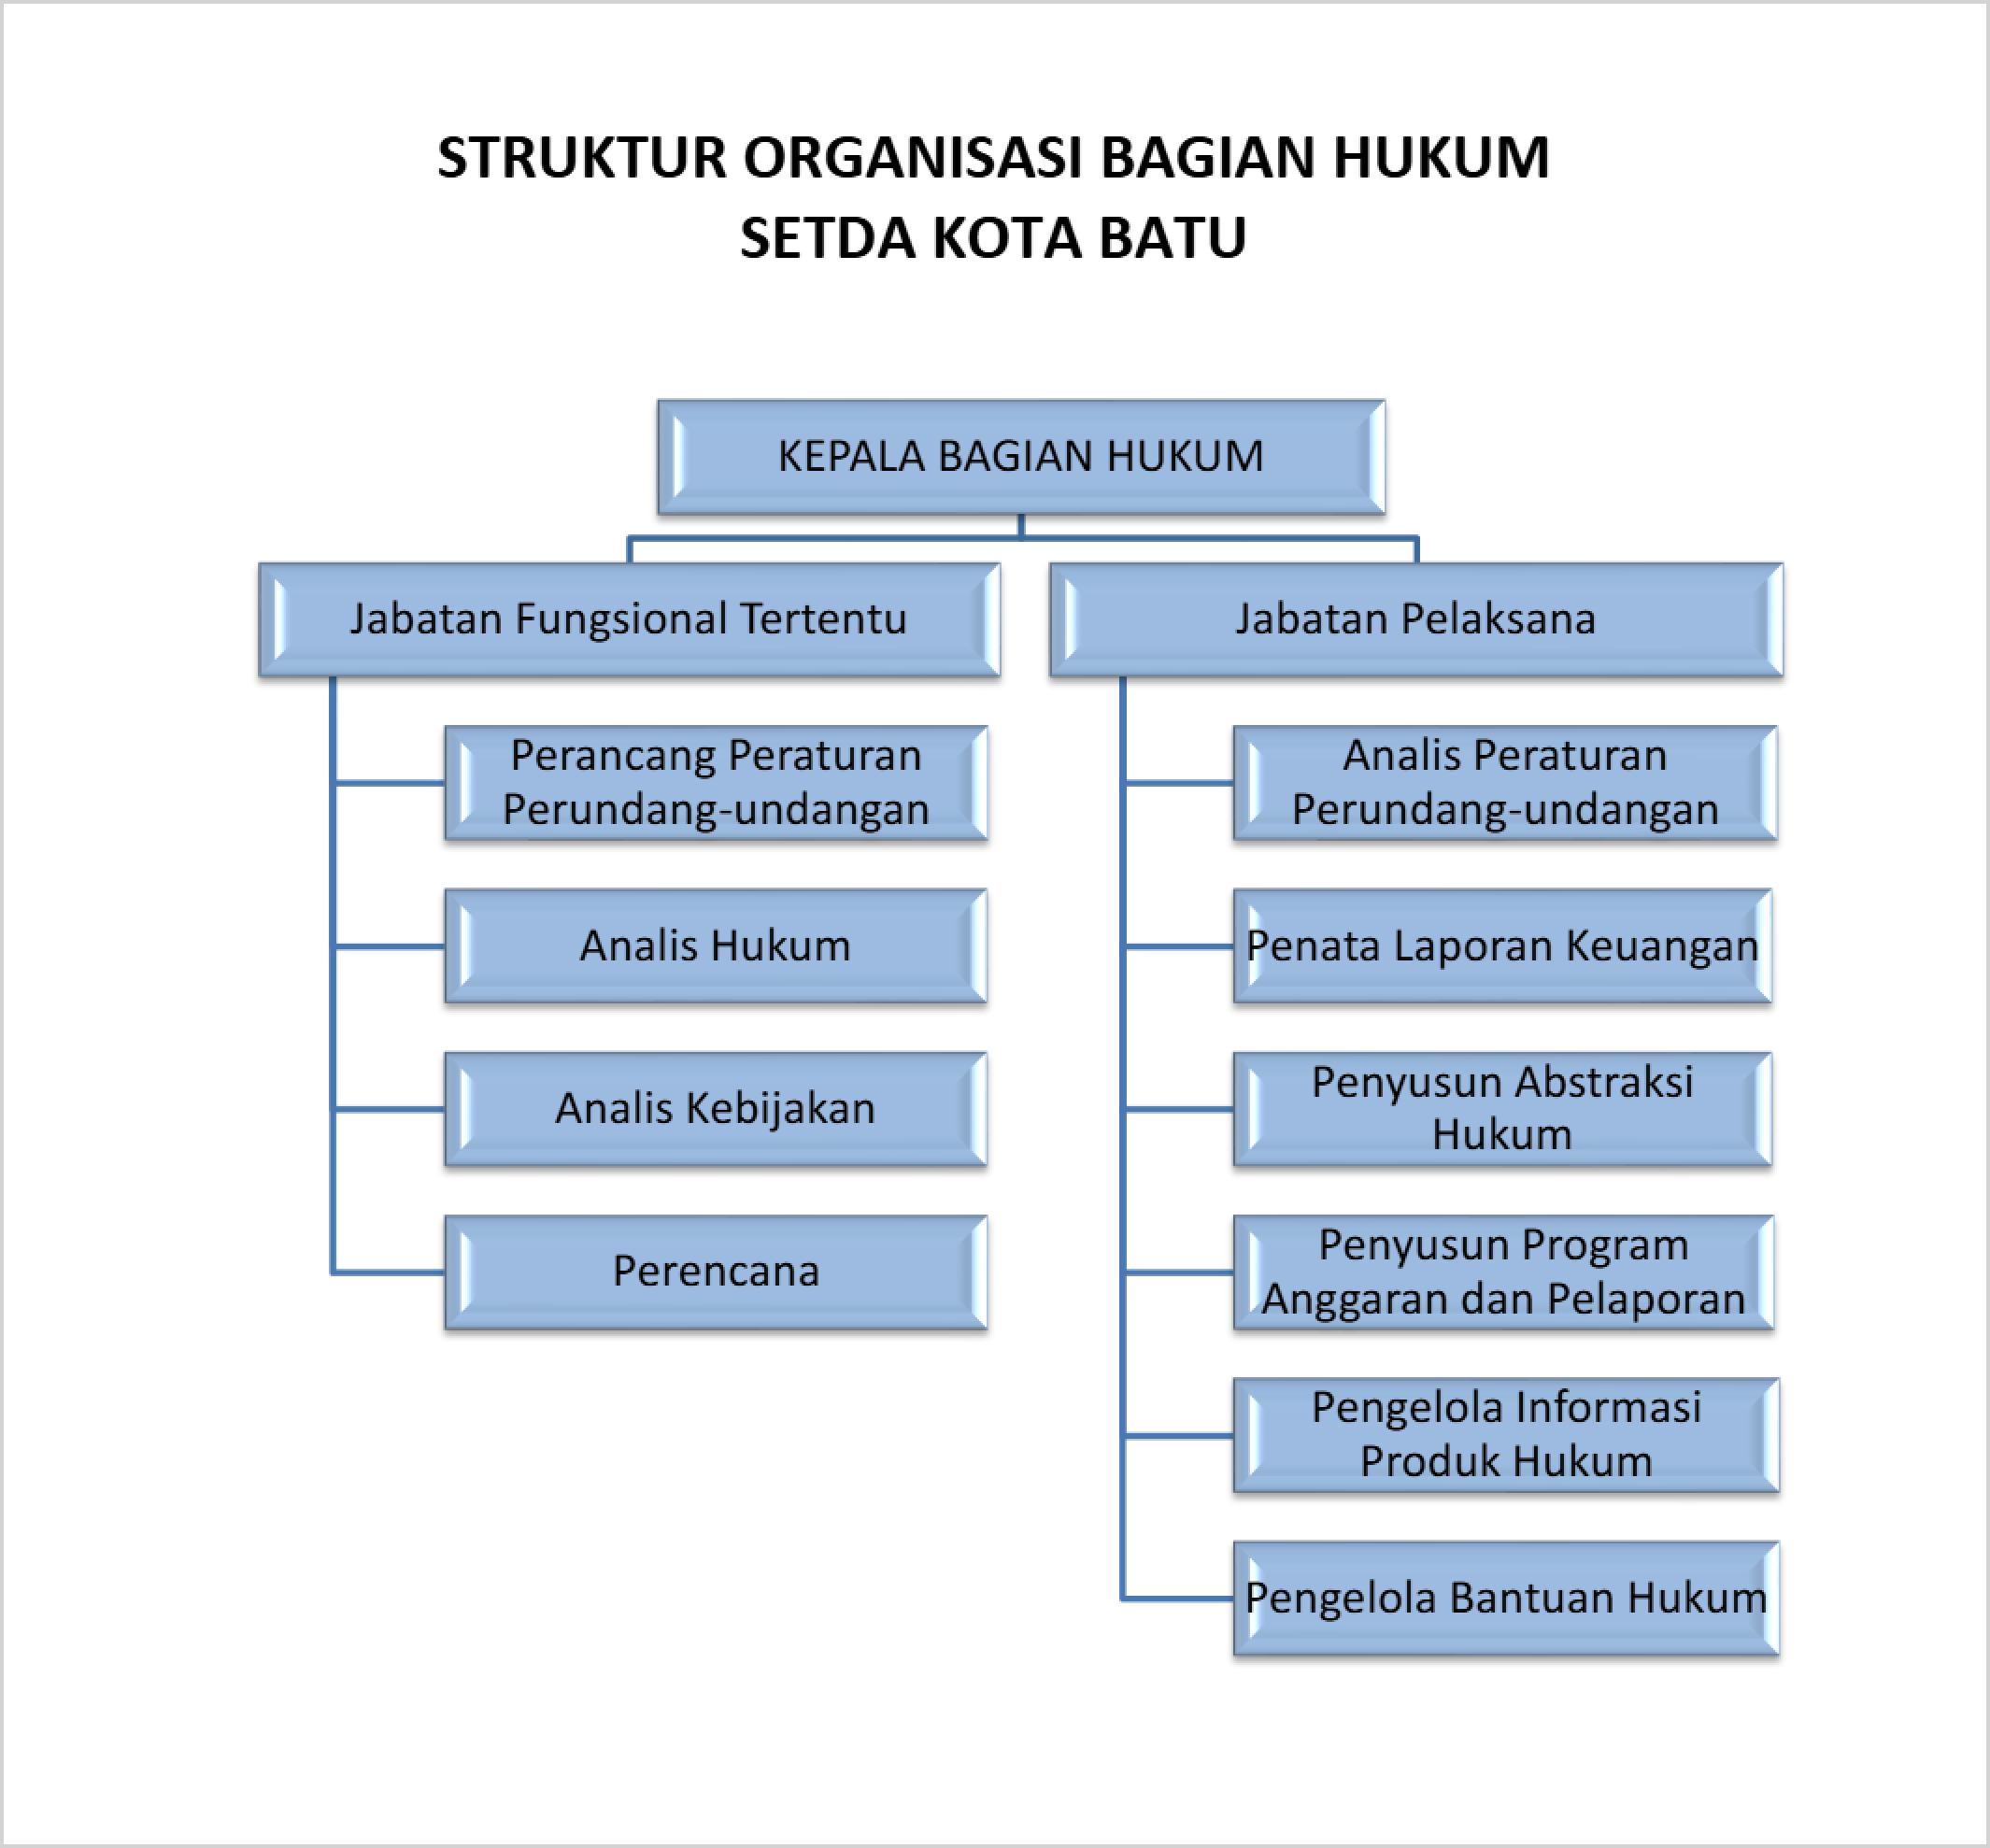 STRUKTUR ORGANISASI BAGIAN HUKUM
SETDA KOTA BATU
KEPALA BAGIAN HUKUM
Jabatan Fungsional Tertentu
Perancang Peraturan
Perundang-undangan
Analis Hukum
Analis Kebijakan
Perencana
Jabatan Pelaksana
Analis Peraturan
Perundang-undangan
Penata Laporan Keuangan
Penyusun Abstraksi
Hukum
Penyusun Program
Anggaran dan Pelaporan
Pengelola Informasi
Produk Hukum
Pengelola Bantuan Hukum